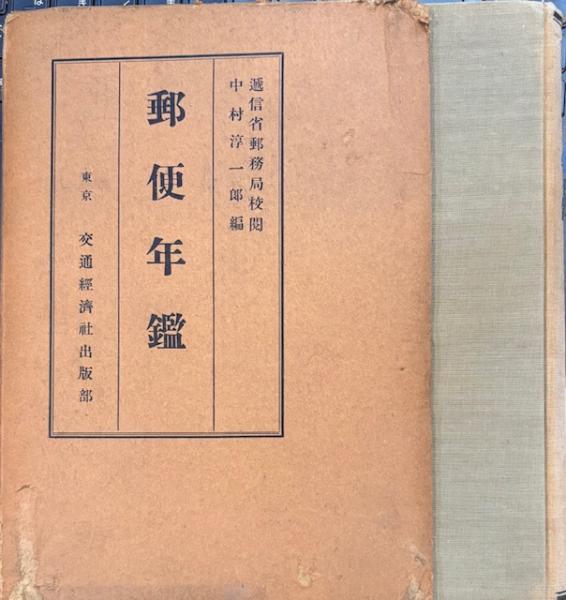 遞信省郵務局校閲
中村淳一郎編
郵便年鑑
東京 交通經濟社出版部